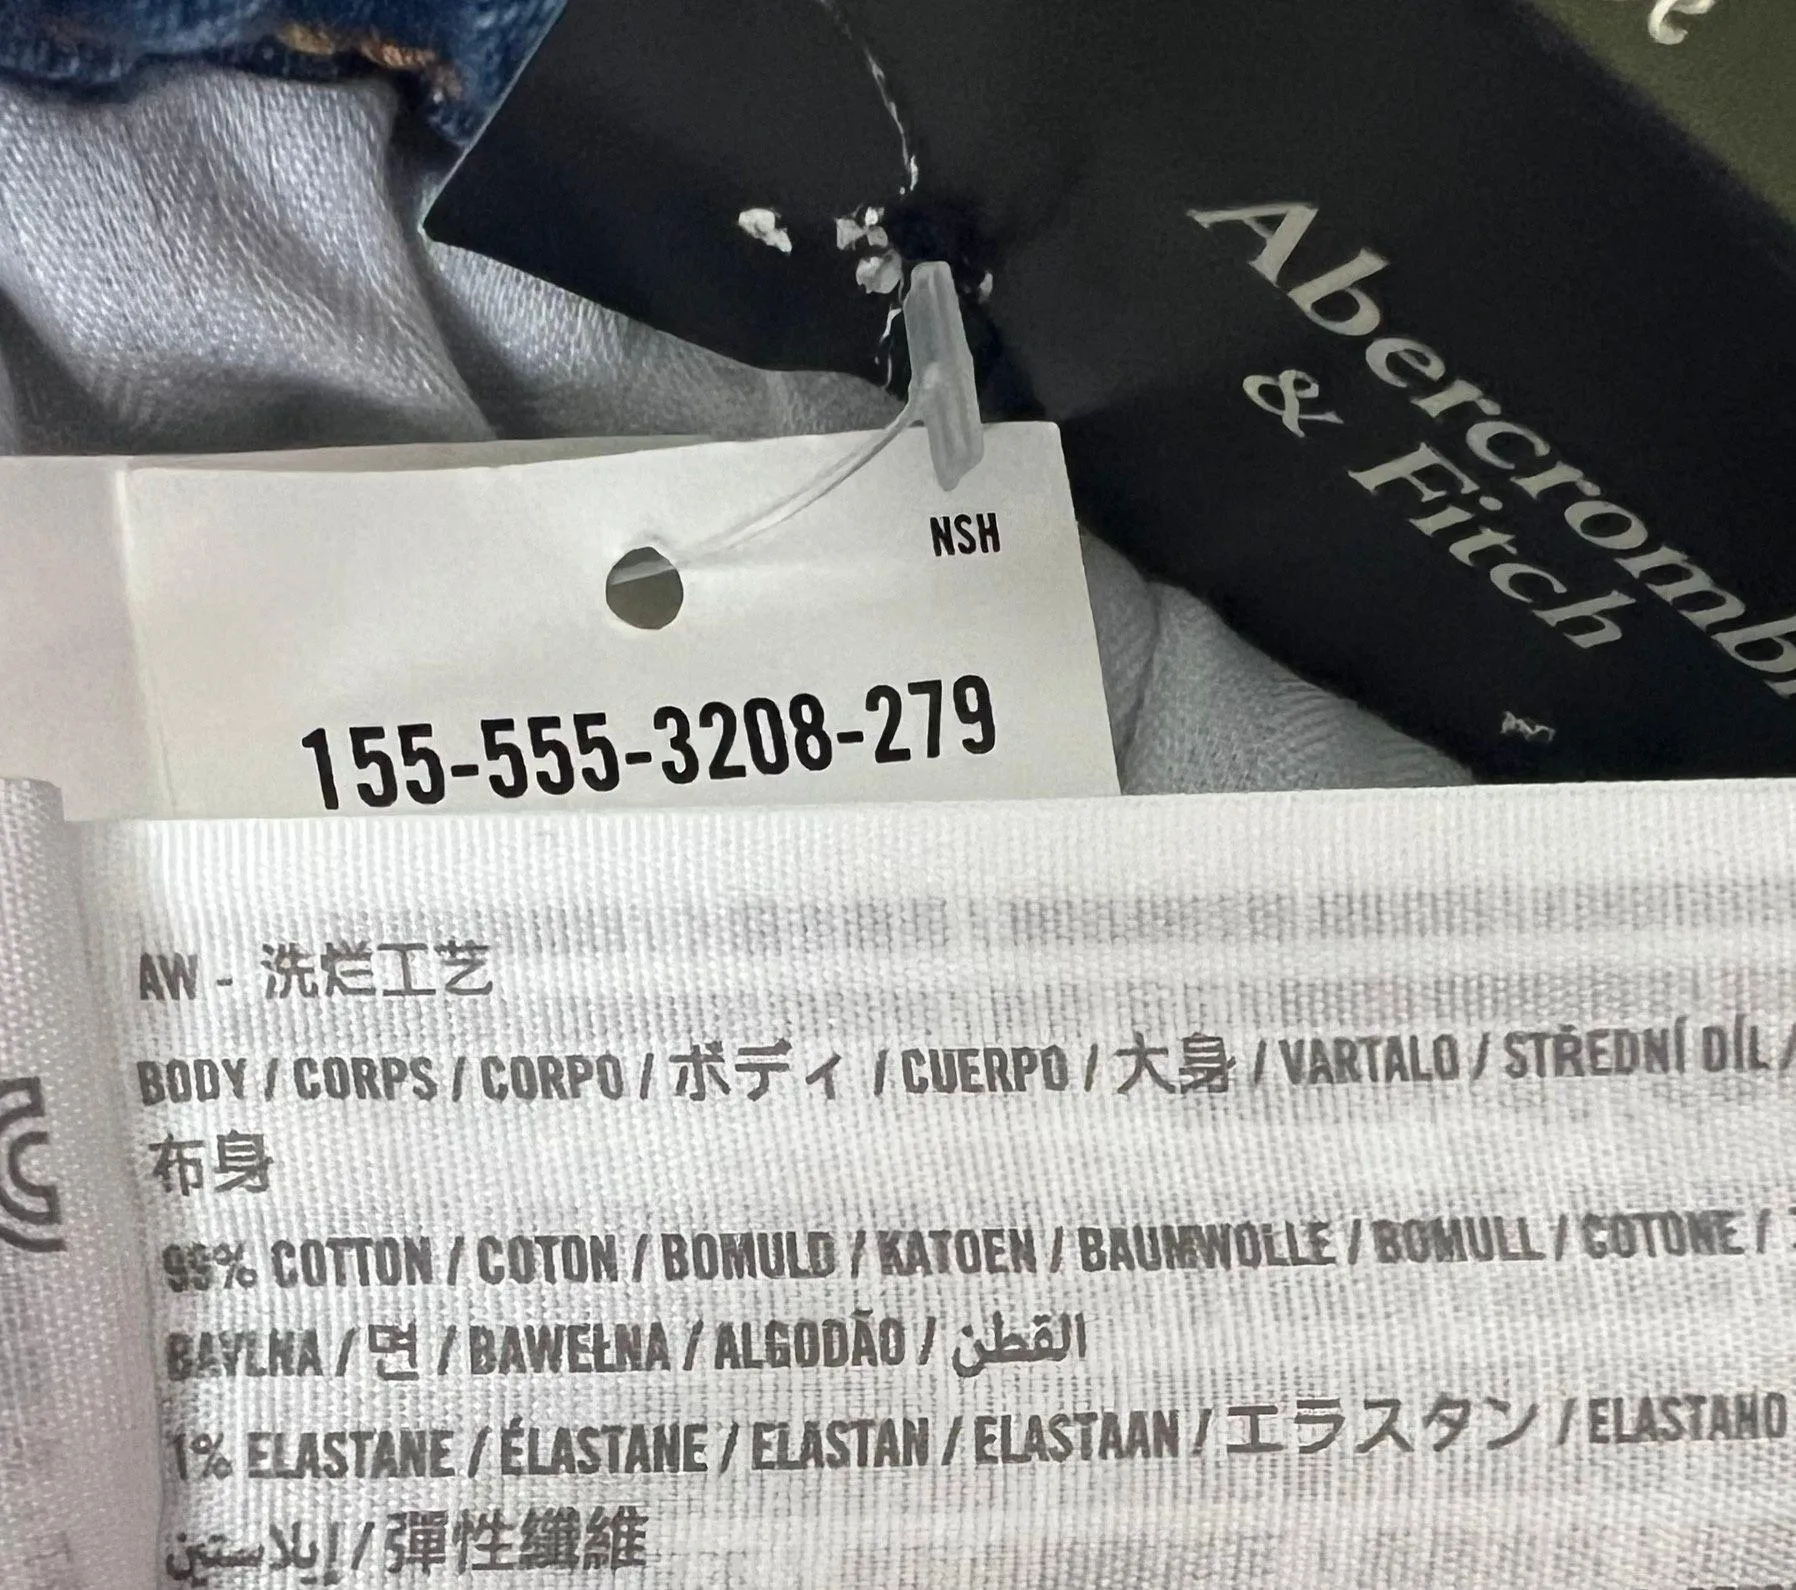 Abercrombi
& Fitch
NSH
155-555-3208-279
AW - 洗烂工艺
BODY / CORPS / CORPO / ボディ / CUERPO / 大身 / VARTALO / STŘEDNÍ DÍL /
布身
99% COTTON / COTON / BOMULD / KATOEN / BAUMWOLLE / BOMULL / COTONE /
BAVLNA / 면 / BAWEŁNA / ALGODÃO / القطن
1% ELASTANE / ÉLASTANE / ELASTAN / ELASTAAN / エラスタン / ELASTANO
إيلاستين / 彈性纖維